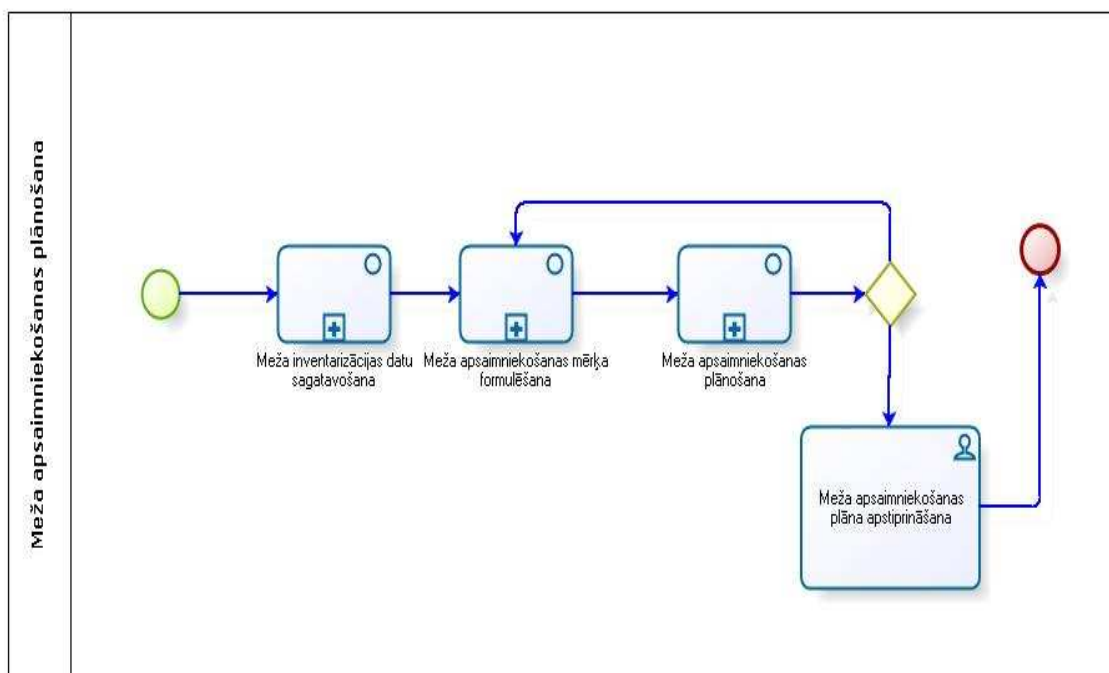 Meža apsaimniekošanas plānošana
Meža inventarizācijas datu
sagatavošana
Meža apsaimniekošanas mērķa
formulēšana
Meža apsaimniekošanas
plānošana
Meža apsaimniekošanas
plāna apstiprināšana